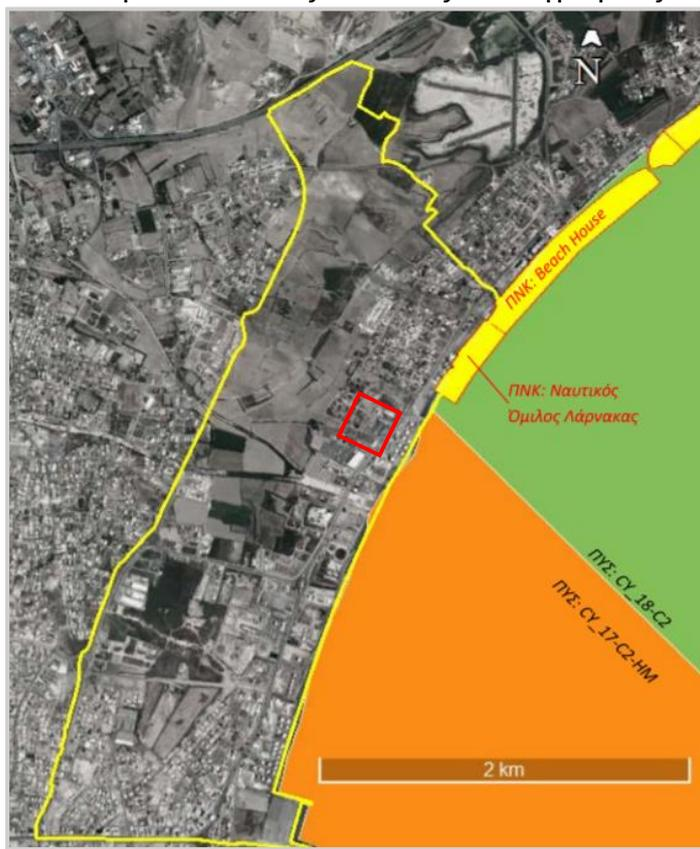 N
ΠΝΚ: Beach House
ΠΝΚ: Ναυτικός
Όμιλος Λάρνακας
ΠΥΣ: CY_18-C2
ΠΥΣ: CY_17-C2-HM
2 km